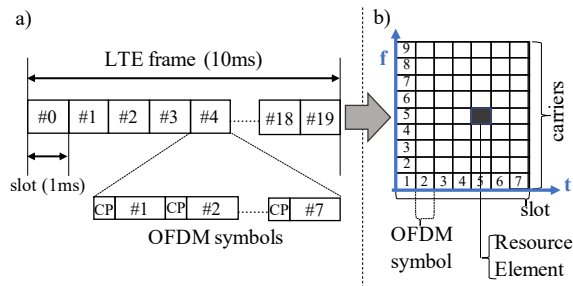 a)
LTE frame (10ms)
#0 #1 #2 #3 #4 #18 #19
slot (1ms)
CP #1 CP #2 CP #7
OFDM symbols
b)
f
9
8
7
6
5
4
3
2
1 2 3 4 5 6 7
t
carriers
slot
OFDM
symbol
Resource
Element